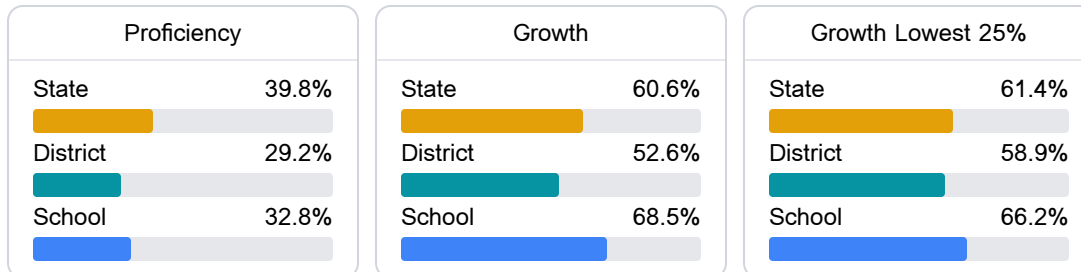 Proficiency
State 39.8%
District 29.2%
School 32.8%
Growth
State 60.6%
District 52.6%
School 68.5%
Growth Lowest 25%
State 61.4%
District 58.9%
School 66.2%